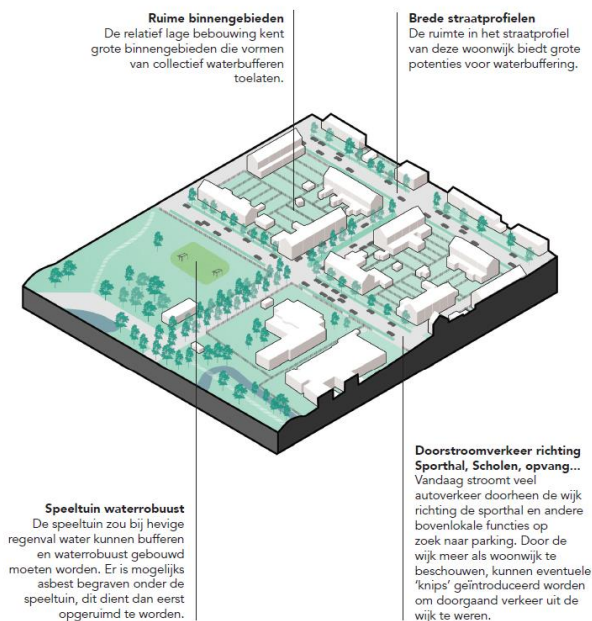 Ruime binnengebieden
De relatief lage bebouwing kent
grote binnengebieden die vormen
van collectief waterbufferen
toelaten.
Brede straatprofielen
De ruimte in het straatprofiel
van deze woonwijk biedt grote
potenties voor waterbuffering.
Speeltuin waterrobuust
De speeltuin zou bij hevige
regenval water kunnen bufferen
en waterrobuust gebouwd
moeten worden. Er is mogelijks
asbest begraven onder de
speeltuin, dit dient dan eerst
opgeruimd te worden.
Doorstroomverkeer richting
Sporthal, Scholen, opvang...
Vandaag stroomt veel
autoverkeer doorheen de wijk
richting de sporthal en andere
bovenlokale functies op
zoek naar parking. Door de
wijk meer als woonwijk te
beschouwen, kunnen eventuele
'knips' geïntroduceerd worden
om doorgaand verkeer uit de
wijk te weren.